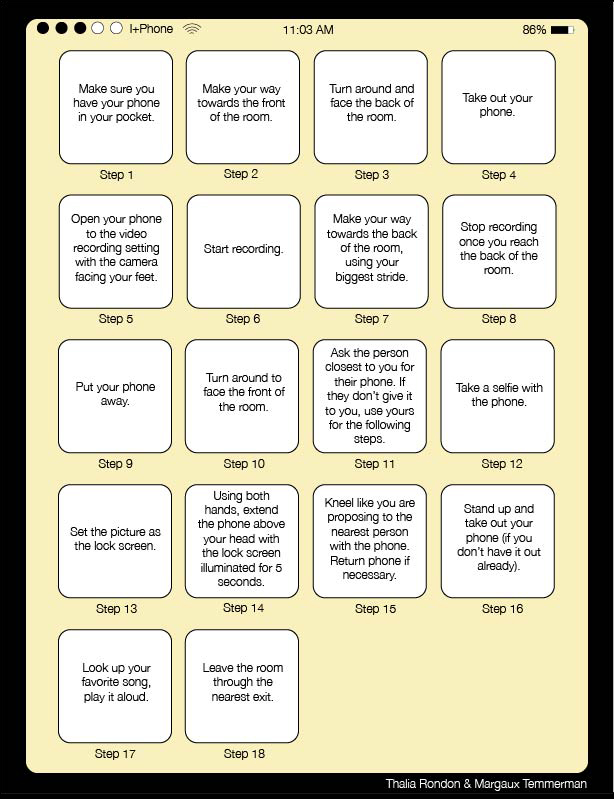 I+Phone 11:03 AM 86%
Make sure you
have your phone
in your pocket.
Step 1
Make your way
towards the front
of the room.
Step 2
Turn around and
face the back of
the room.
Step 3
Take out your
phone.
Step 4
Open your phone
to the video
recording setting
with the camera
facing your feet.
Step 5
Start recording.
Step 6
Make your way
towards the back
of the room,
using your
biggest stride.
Step 7
Stop recording
once you reach
the back of the
room.
Step 8
Put your phone
away.
Step 9
Turn around to
face the front of
the room.
Step 10
Ask the person
closest to you for
their phone. If
they don't give it
to you, use yours
for the following
steps.
Step 11
Take a selfie with
the phone.
Step 12
Set the picture as
the lock screen.
Step 13
Using both
hands, extend
the phone above
your head with
the lock screen
illuminated for 5
seconds.
Step 14
Kneel like you are
proposing to the
nearest person
with the phone.
Return phone if
necessary.
Step 15
Stand up and
take out your
phone (if you
don't have it out
already).
Step 16
Look up your
favorite song,
play it aloud.
Step 17
Leave the room
through the
nearest exit.
Step 18
Thalia Rondon & Margaux Temmerman